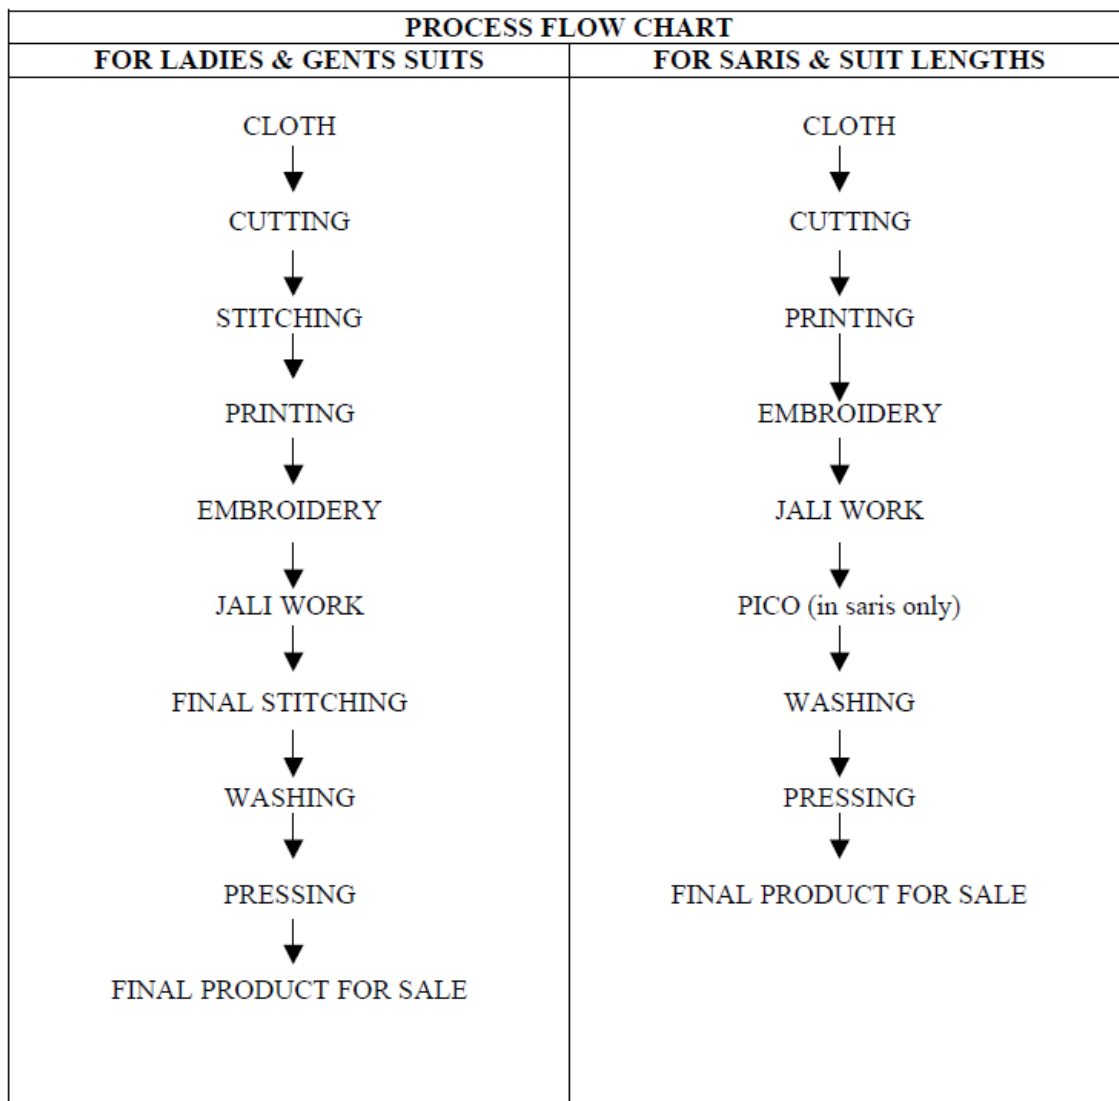 PROCESS FLOW CHART
FOR LADIES & GENTS SUITS
CLOTH
CUTTING
STITCHING
PRINTING
EMBROIDERY
JALI WORK
FINAL STITCHING
WASHING
PRESSING
FINAL PRODUCT FOR SALE
FOR SARIS & SUIT LENGTHS
CLOTH
CUTTING
PRINTING
EMBROIDERY
JALI WORK
PICO (in saris only)
WASHING
PRESSING
FINAL PRODUCT FOR SALE